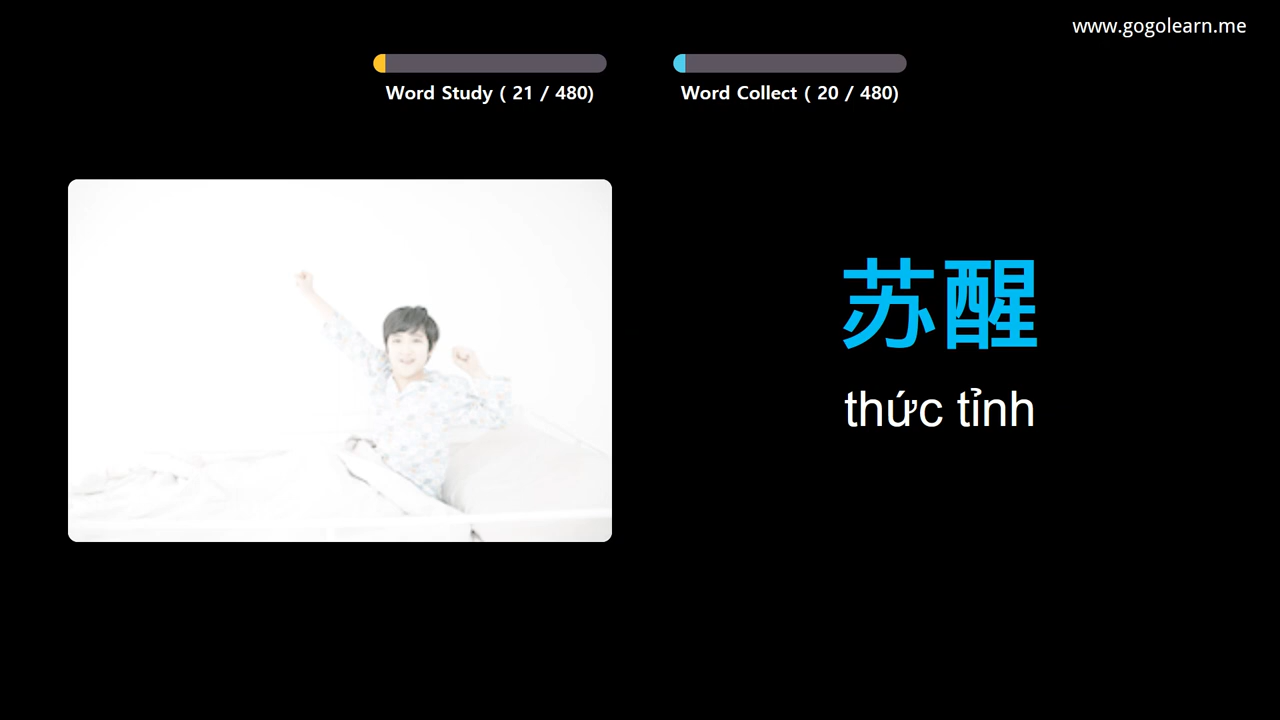 www.gogolearn.me
Word Study ( 21 / 480)
Word Collect ( 20 / 480)
苏醒
thức tỉnh